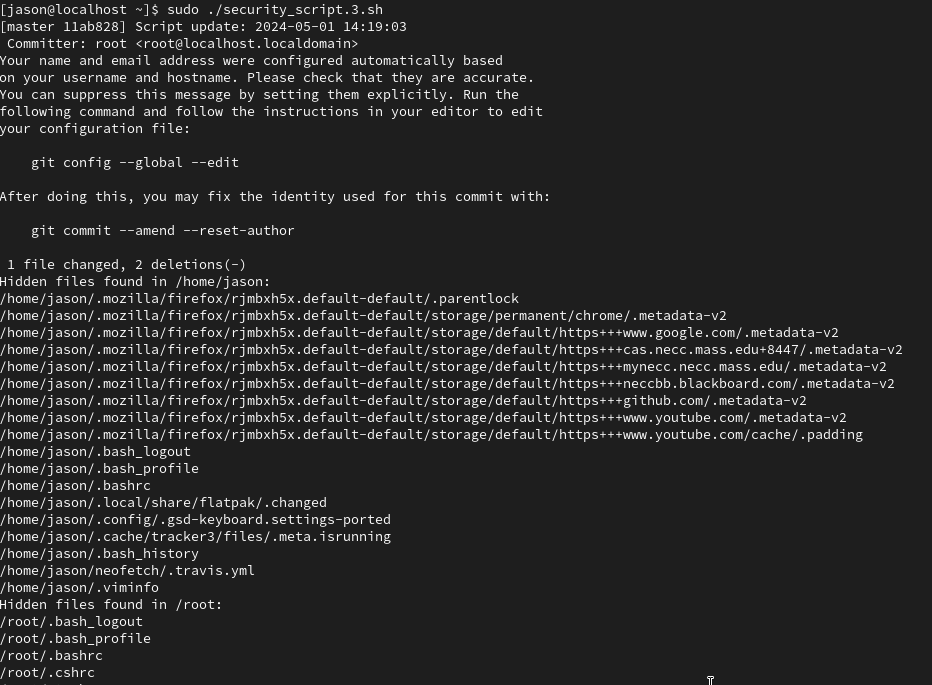 [jason@localhost ~]$ sudo ./security_script.3.sh
[master 11ab828] Script update: 2024-05-01 14:19:03
 Committer: root <root@localhost.localdomain>
Your name and email address were configured automatically based
on your username and hostname. Please check that they are accurate.
You can suppress this message by setting them explicitly. Run the
following command and follow the instructions in your editor to edit
your configuration file:

    git config --global --edit

After doing this, you may fix the identity used for this commit with:

    git commit --amend --reset-author

 1 file changed, 2 deletions(-)
Hidden files found in /home/jason:
/home/jason/.mozilla/firefox/rjmbxh5x.default-default/.parentlock
/home/jason/.mozilla/firefox/rjmbxh5x.default-default/storage/permanent/chrome/.metadata-v2
/home/jason/.mozilla/firefox/rjmbxh5x.default-default/storage/default/https+++www.google.com/.metadata-v2
/home/jason/.mozilla/firefox/rjmbxh5x.default-default/storage/default/https+++cas.necc.mass.edu+8447/.metadata-v2
/home/jason/.mozilla/firefox/rjmbxh5x.default-default/storage/default/https+++mynecc.necc.mass.edu/.metadata-v2
/home/jason/.mozilla/firefox/rjmbxh5x.default-default/storage/default/https+++neccbb.blackboard.com/.metadata-v2
/home/jason/.mozilla/firefox/rjmbxh5x.default-default/storage/default/https+++github.com/.metadata-v2
/home/jason/.mozilla/firefox/rjmbxh5x.default-default/storage/default/https+++www.youtube.com/.metadata-v2
/home/jason/.mozilla/firefox/rjmbxh5x.default-default/storage/default/https+++www.youtube.com/cache/.padding
/home/jason/.bash_logout
/home/jason/.bash_profile
/home/jason/.bashrc
/home/jason/.local/share/flatpak/.changed
/home/jason/.config/.gsd-keyboard.settings-ported
/home/jason/.cache/tracker3/files/.meta.isrunning
/home/jason/.bash_history
/home/jason/neofetch/.travis.yml
/home/jason/.viminfo
Hidden files found in /root:
/root/.bash_logout
/root/.bash_profile
/root/.bashrc
/root/.cshrc